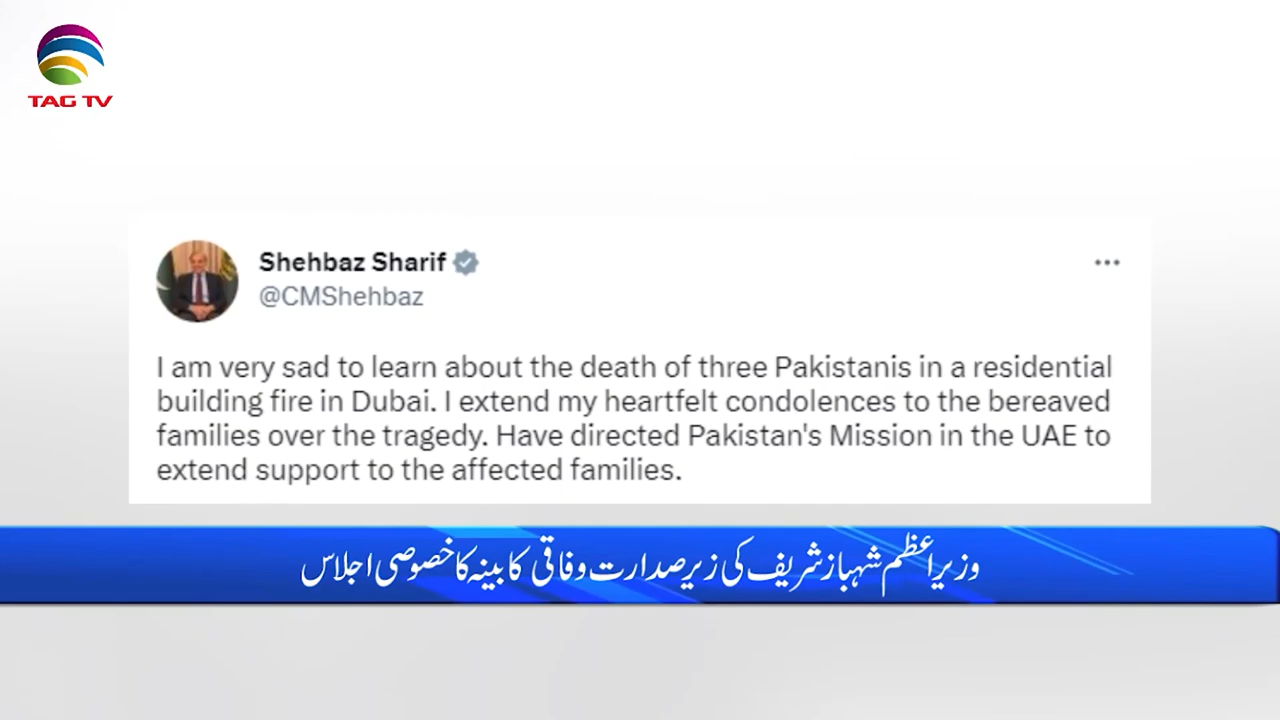 TAG TV
Shehbaz Sharif
@CMShehbaz
I am very sad to learn about the death of three Pakistanis in a residential
building fire in Dubai. I extend my heartfelt condolences to the bereaved
families over the tragedy. Have directed Pakistan's Mission in the UAE to
extend support to the affected families.
وزیراعظم شہباز شریف کی زیر صدارت وفاقی کابینہ کا خصوصی اجلاس